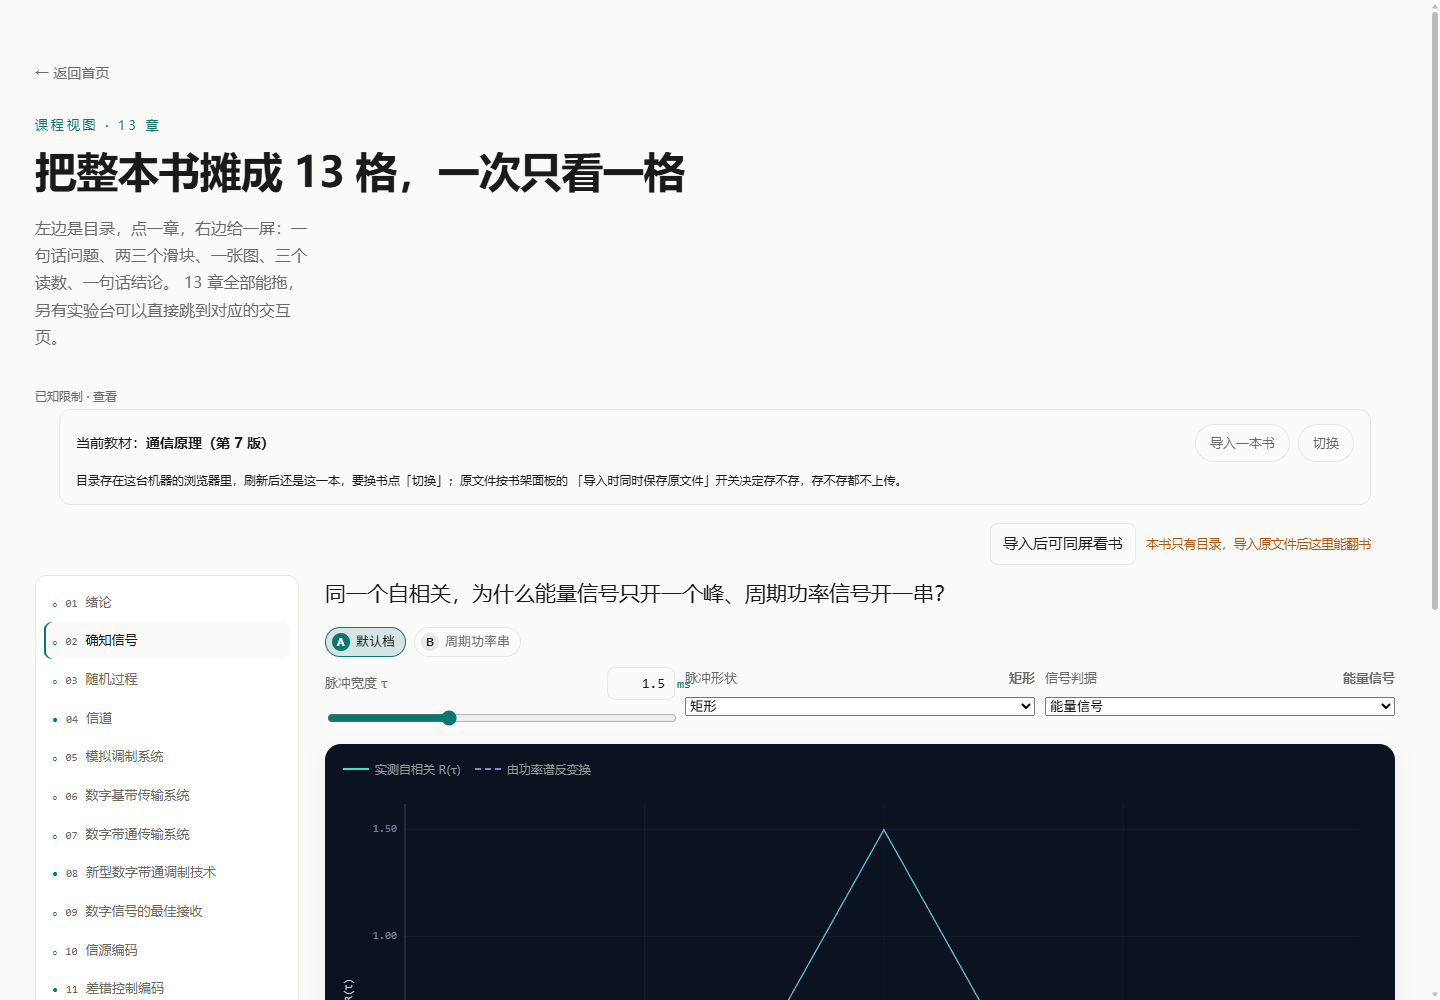 ← 返回首页
课程视图 · 13 章
把整本书摊成 13 格，一次只看一格
左边是目录，点一章，右边给一屏：一
句话问题、两三个滑块、一张图、三个
读数、一句话结论。 13 章全部能拖，
另有实验台可以直接跳到对应的交互
页。
已知限制 · 查看
当前教材：通信原理（第 7 版）
导入一本书
切换
目录存在这台机器的浏览器里，刷新后还是这一本，要换书点「切换」；原文件按书架面板的 「导入时同时保存原文件」开关决定存不存，存不存都不上传。
导入后可同屏看书
本书只有目录，导入原文件后这里能翻书
01 绪论
02 确知信号
03 随机过程
04 信道
05 模拟调制系统
06 数字基带传输系统
07 数字带通传输系统
08 新型数字带通调制技术
09 数字信号的最佳接收
10 信源编码
11 差错控制编码
同一个自相关，为什么能量信号只开一个峰、周期功率信号开一串？
A 默认档
B 周期功率串
脉冲宽度 τ
1.5 ms
脉冲形状
矩形
矩形
信号判据
能量信号
能量信号
实测自相关 R(τ)
由功率谱反变换
1.50
1.00
R(τ)